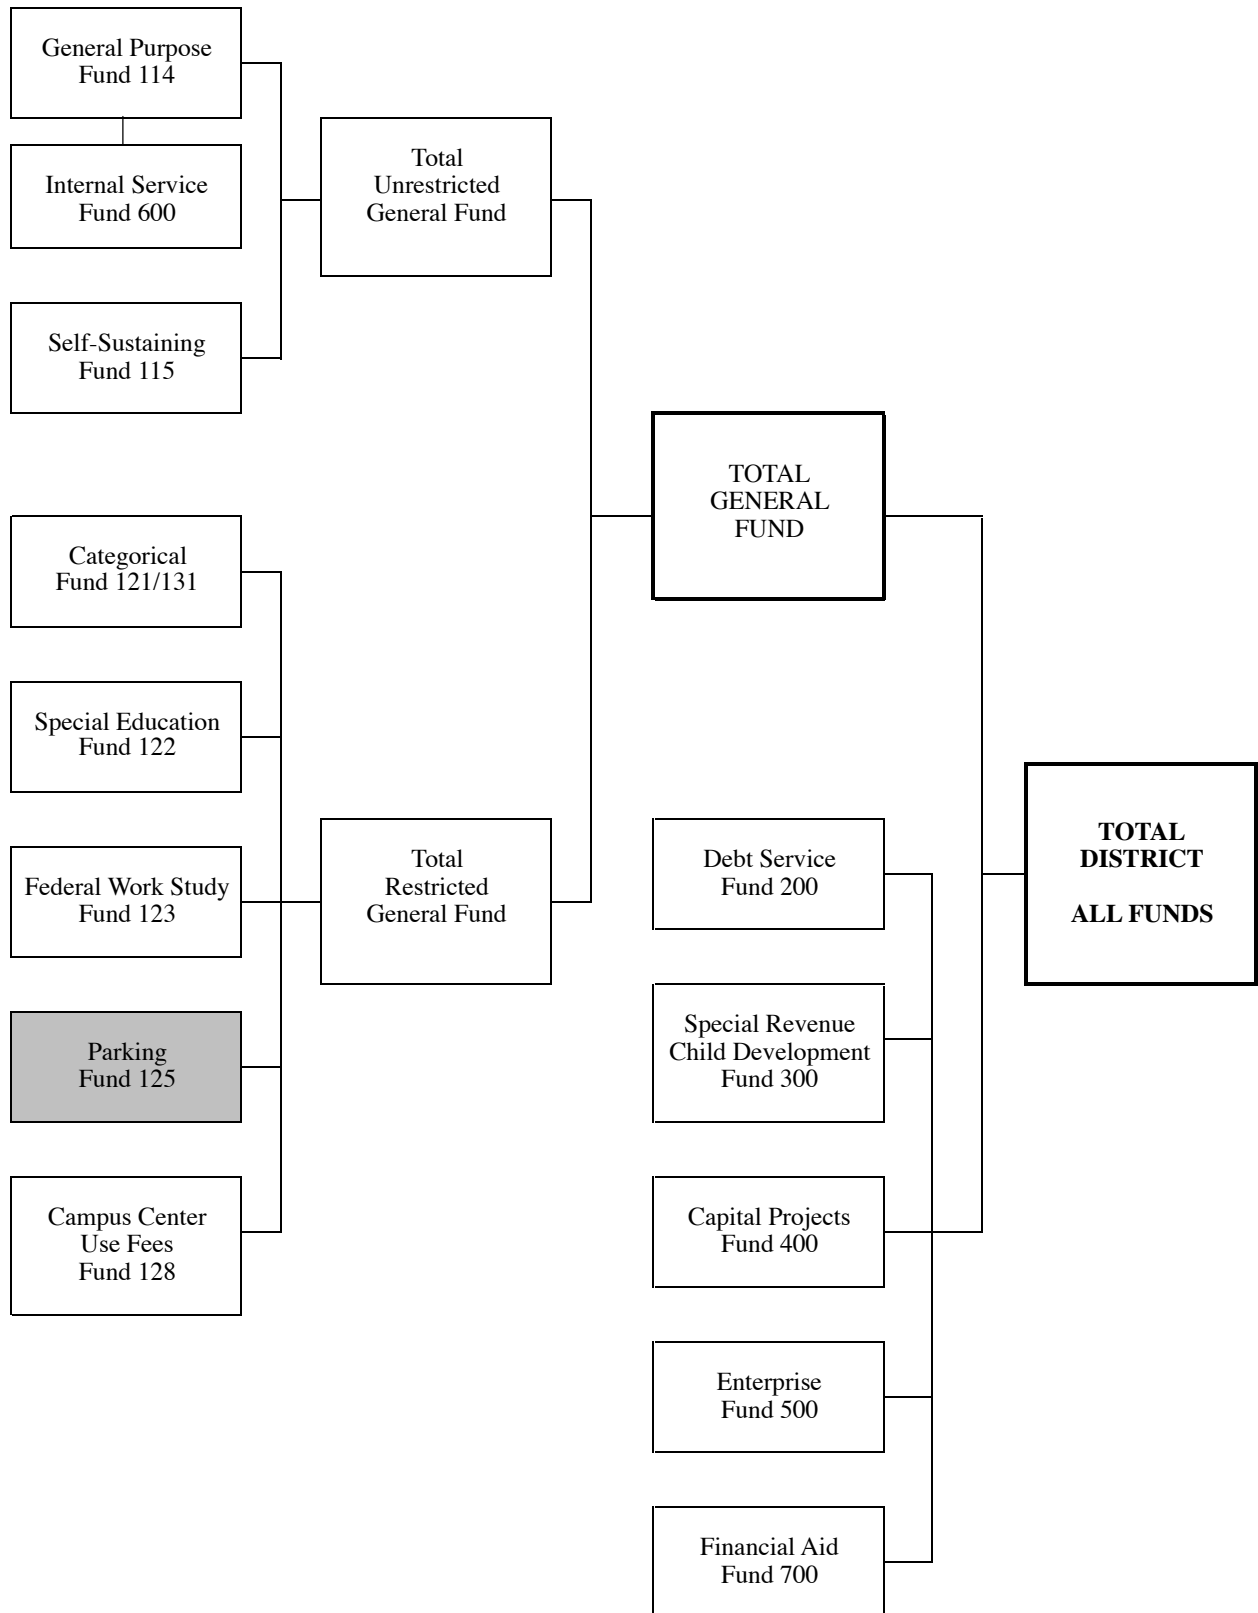 General Purpose
Fund 114
Internal Service
Fund 600
Self-Sustaining
Fund 115
Total
Unrestricted
General Fund
TOTAL
GENERAL
FUND
Categorical
Fund 121/131
Special Education
Fund 122
Federal Work Study
Fund 123
Parking
Fund 125
Campus Center
Use Fees
Fund 128
Total
Restricted
General Fund
Debt Service
Fund 200
Special Revenue
Child Development
Fund 300
Capital Projects
Fund 400
Enterprise
Fund 500
Financial Aid
Fund 700
TOTAL
DISTRICT
ALL FUNDS